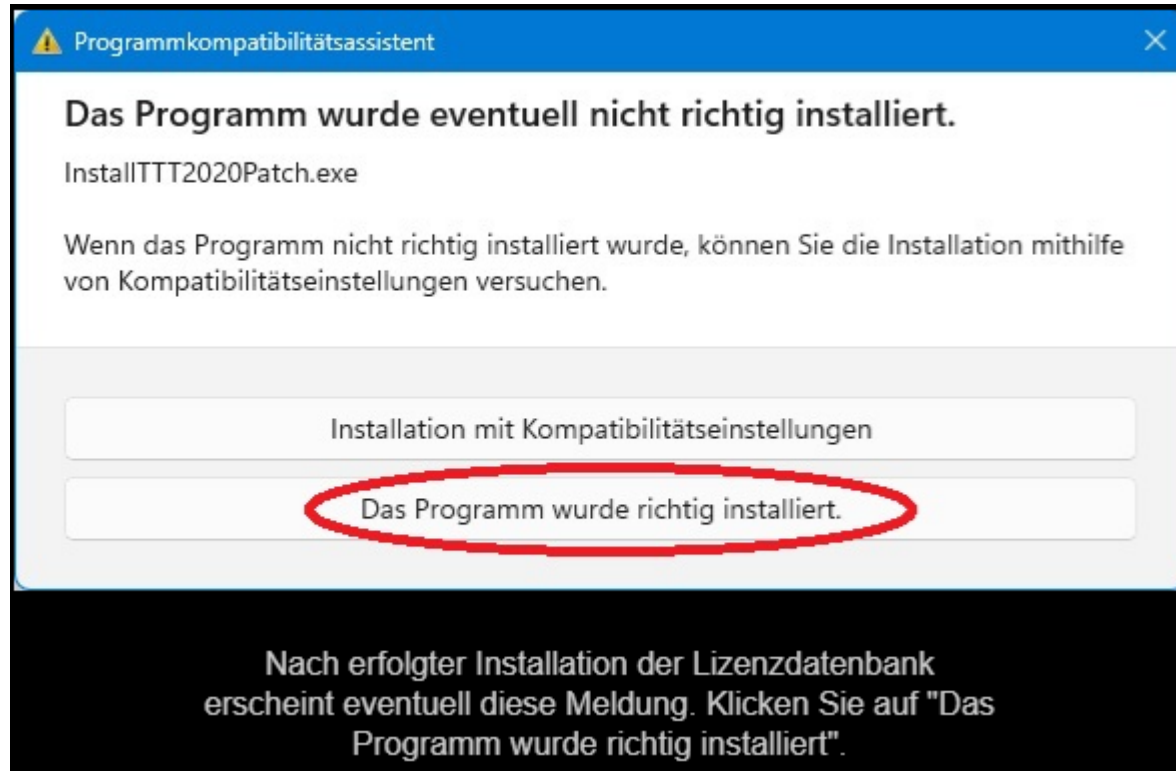 Programmkompatibilitätsassistent
Das Programm wurde eventuell nicht richtig installiert.
InstallTTT2020Patch.exe
Wenn das Programm nicht richtig installiert wurde, können Sie die Installation mithilfe
von Kompatibilitätseinstellungen versuchen.
Installation mit Kompatibilitätseinstellungen
Das Programm wurde richtig installiert.
Nach erfolgter Installation der Lizenzdatenbank
erscheint eventuell diese Meldung. Klicken Sie auf "Das
Programm wurde richtig installiert".